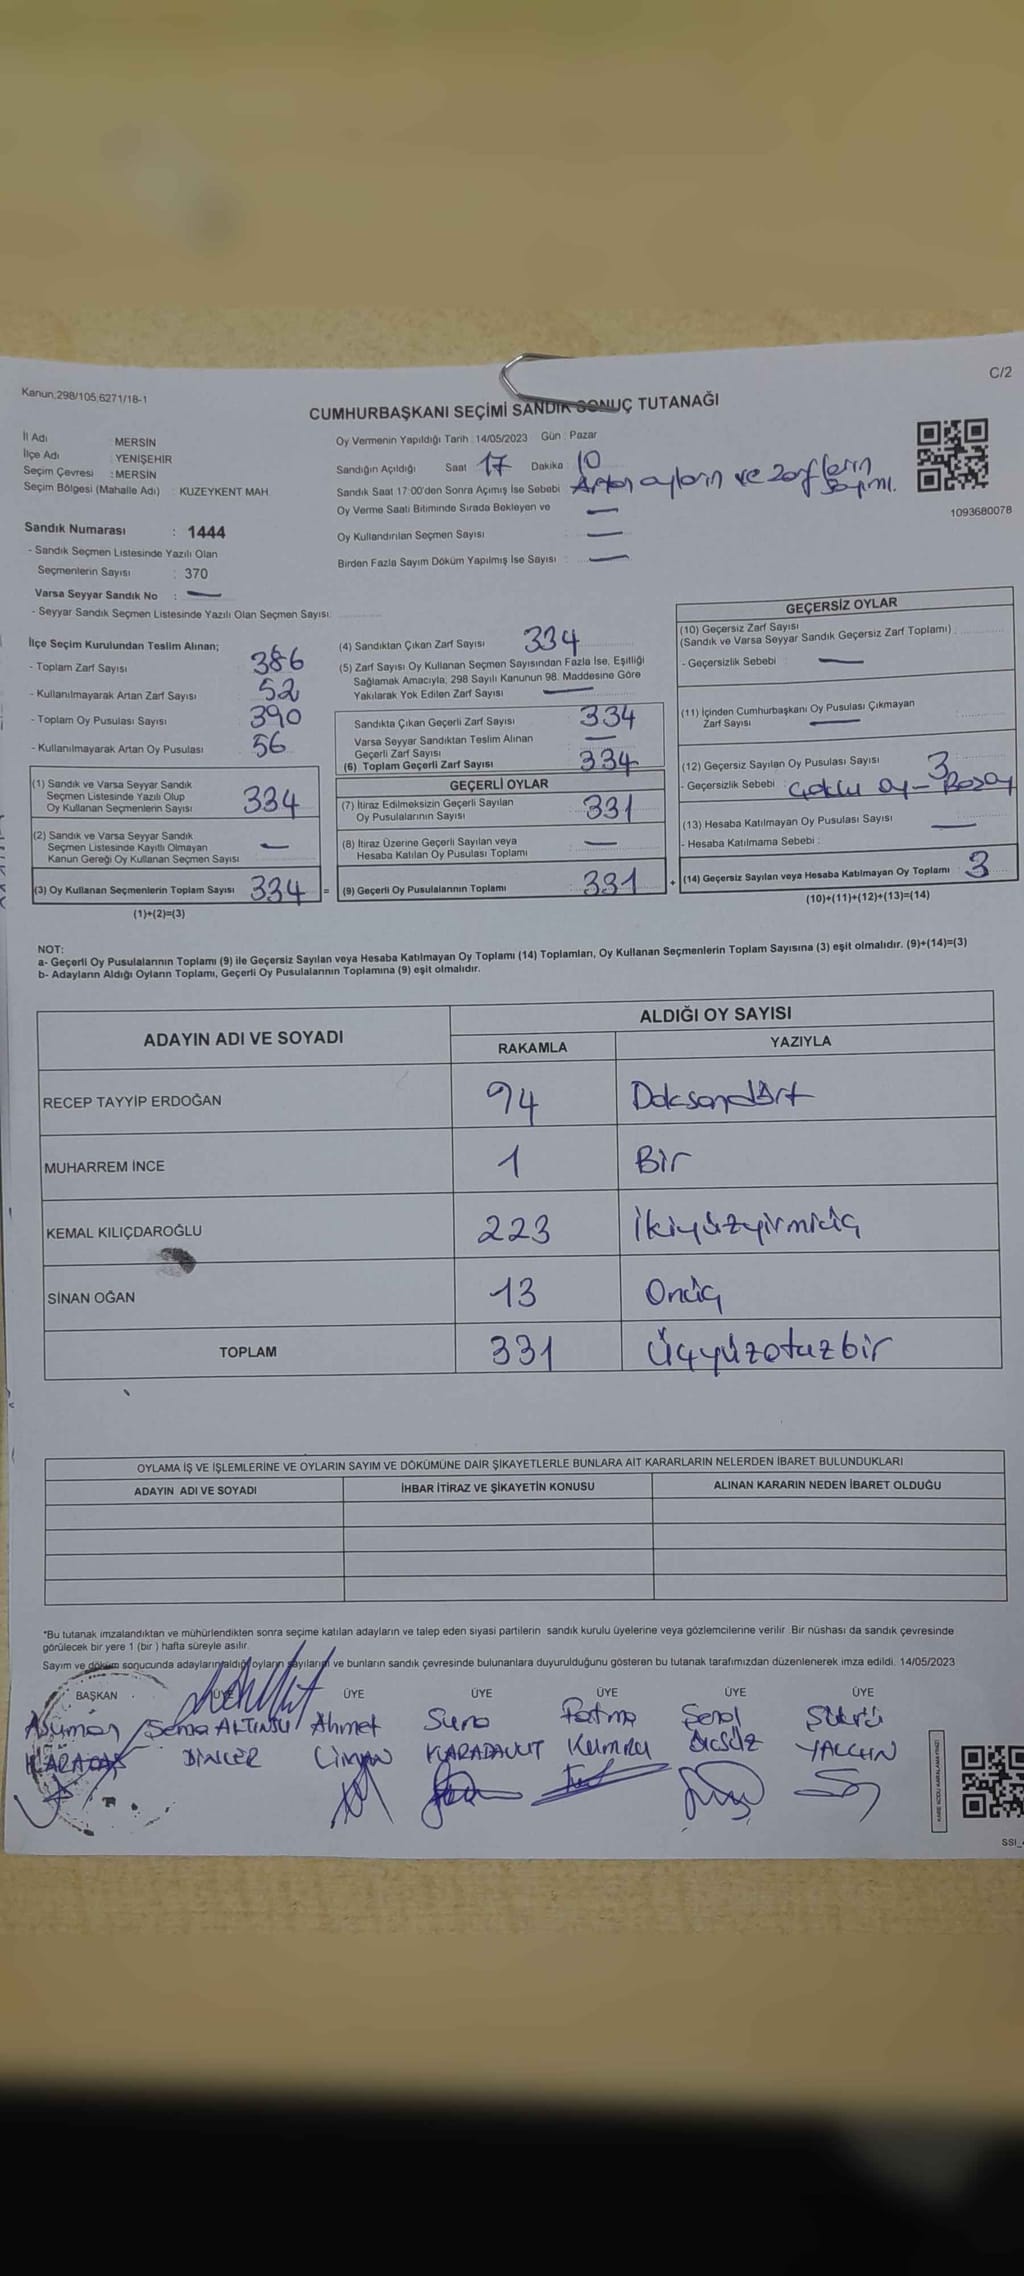 C/2
Kanun.298/105,6271/18-1
CUMHURBAŞKANI SEÇİMİ SANDIK SONUÇ TUTANAĞI
İl Adı : MERSİN
İlçe Adı : YENİŞEHİR
Seçim Çevresi : MERSİN
Seçim Bölgesi (Mahalle Adı) : KUZEYKENT MAH.
Oy Vermenin Yapıldığı Tarih : 14/05/2023 Gün : Pazar
Sandığın Açıldığı Saat 17 Dakika 10
Sandık Saat 17:00'den Sonra Açımış İse Sebebi Artan oyların ve zarfların sayımı.
Oy Verme Saati Bitiminde Sırada Bekleyen ve —
Oy Kullandırılan Seçmen Sayısı —
Birden Fazla Sayım Döküm Yapılmış İse Sayısı —
1093680078
Sandık Numarası : 1444
- Sandık Seçmen Listesinde Yazılı Olan
Seçmenlerin Sayısı : 370
Varsa Seyyar Sandık No : —
- Seyyar Sandık Seçmen Listesinde Yazılı Olan Seçmen Sayısı:
İlçe Seçim Kurulundan Teslim Alınan;
- Toplam Zarf Sayısı 386
- Kullanılmayarak Artan Zarf Sayısı 52
- Toplam Oy Pusulası Sayısı 390
- Kullanılmayarak Artan Oy Pusulası 56
(1) Sandık ve Varsa Seyyar Sandık
Seçmen Listesinde Yazılı Olup
Oy Kullanan Seçmenlerin Sayısı 334
(2) Sandık ve Varsa Seyyar Sandık
Seçmen Listesinde Kayıtlı Olmayan
Kanun Gereği Oy Kullanan Seçmen Sayısı —
(3) Oy Kullanan Seçmenlerin Toplam Sayısı 334 =
(1)+(2)=(3)
(4) Sandıktan Çıkan Zarf Sayısı 334
(5) Zarf Sayısı Oy Kullanan Seçmen Sayısından Fazla İse, Eşitliği
Sağlamak Amacıyla, 298 Sayılı Kanunun 98. Maddesine Göre
Yakılarak Yok Edilen Zarf Sayısı —
Sandıkta Çıkan Geçerli Zarf Sayısı 334
Varsa Seyyar Sandıktan Teslim Alınan
Geçerli Zarf Sayısı —
(6) Toplam Geçerli Zarf Sayısı 334
GEÇERLİ OYLAR
(7) İtiraz Edilmeksizin Geçerli Sayılan
Oy Pusulalarının Sayısı 331
(8) İtiraz Üzerine Geçerli Sayılan veya
Hesaba Katılan Oy Pusulası Toplamı —
(9) Geçerli Oy Pusulalarının Toplamı 331 +
GEÇERSİZ OYLAR
(10) Geçersiz Zarf Sayısı
(Sandık ve Varsa Seyyar Sandık Geçersiz Zarf Toplamı)
- Geçersizlik Sebebi —
(11) İçinden Cumhurbaşkanı Oy Pusulası Çıkmayan
Zarf Sayısı —
(12) Geçersiz Sayılan Oy Pusulası Sayısı 3
- Geçersizlik Sebebi Çoklu oy - Boş oy
(13) Hesaba Katılmayan Oy Pusulası Sayısı —
- Hesaba Katılmama Sebebi :
(14) Geçersiz Sayılan veya Hesaba Katılmayan Oy Toplamı 3
(10)+(11)+(12)+(13)=(14)
NOT:
a- Geçerli Oy Pusulalarının Toplamı (9) ile Geçersiz Sayılan veya Hesaba Katılmayan Oy Toplamı (14) Toplamları, Oy Kullanan Seçmenlerin Toplam Sayısına (3) eşit olmalıdır. (9)+(14)=(3)
b- Adayların Aldığı Oyların Toplamı, Geçerli Oy Pusulalarının Toplamına (9) eşit olmalıdır.
ADAYIN ADI VE SOYADI ALDIĞI OY SAYISI
RAKAMLA YAZIYLA
RECEP TAYYİP ERDOĞAN 94 Doksandört
MUHARREM İNCE 1 Bir
KEMAL KILIÇDAROĞLU 223 ikiyüzyirmiüç
SİNAN OĞAN 13 Onüç
TOPLAM 331 Üçyüzotuzbir
OYLAMA İŞ VE İŞLEMLERİNE VE OYLARIN SAYIM VE DÖKÜMÜNE DAİR ŞİKAYETLERLE BUNLARA AİT KARARLARIN NELERDEN İBARET BULUNDUKLARI
ADAYIN ADI VE SOYADI İHBAR İTİRAZ VE ŞİKAYETİN KONUSU ALINAN KARARIN NEDEN İBARET OLDUĞU
*Bu tutanak imzalandıktan ve mühürlendikten sonra seçime katılan adayların ve talep eden siyasi partilerin sandık kurulu üyelerine veya gözlemcilerine verilir. Bir nüshası da sandık çevresinde
görülecek bir yere 1 (bir) hafta süreyle asılır.
Sayım ve döküm sonucunda adayların aldığı oyların sayılarını ve bunların sandık çevresinde bulunanlara duyurulduğunu gösteren bu tutanak tarafımızdan düzenlenerek imza edildi. 14/05/2023
BAŞKAN ÜYE ÜYE ÜYE ÜYE ÜYE ÜYE
Asuman Sema ALTINSU Ahmet Suna Fatma Şenol Şükrü
DİNÇER KARADAVUT YALÇIN
KARE KODU KARALAMAYINIZ